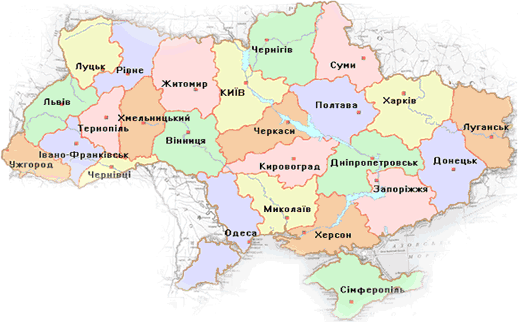 Чернігів
Суми
Луцьк
Рівне
Житомир
КИЇВ
Львів
Тернопіль
Хмельницький
Вінниця
Черкаси
Полтава
Харків
Луганськ
Івано-Франківськ
Ужгород
Чернівці
Кировоград
Дніпропетровськ
Донецьк
Запоріжжя
Миколаїв
Одеса
Херсон
Сімферопіль